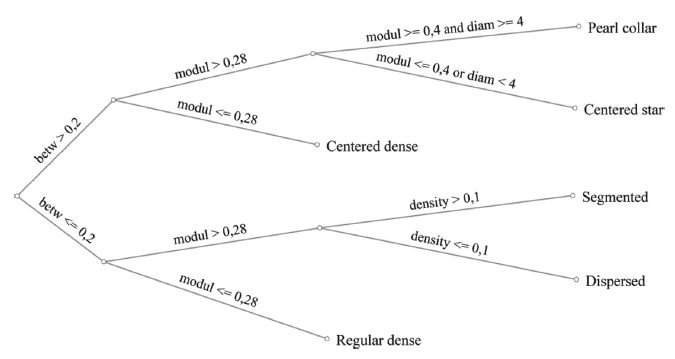 modul >= 0,4 and diam >= 4
Pearl collar
modul > 0,28
modul <= 0,4 or diam < 4
Centered star
betw > 0,2
modul <= 0,28
Centered dense
betw <= 0,2
density > 0,1
Segmented
modul > 0,28
density <= 0,1
Dispersed
modul <= 0,28
Regular dense